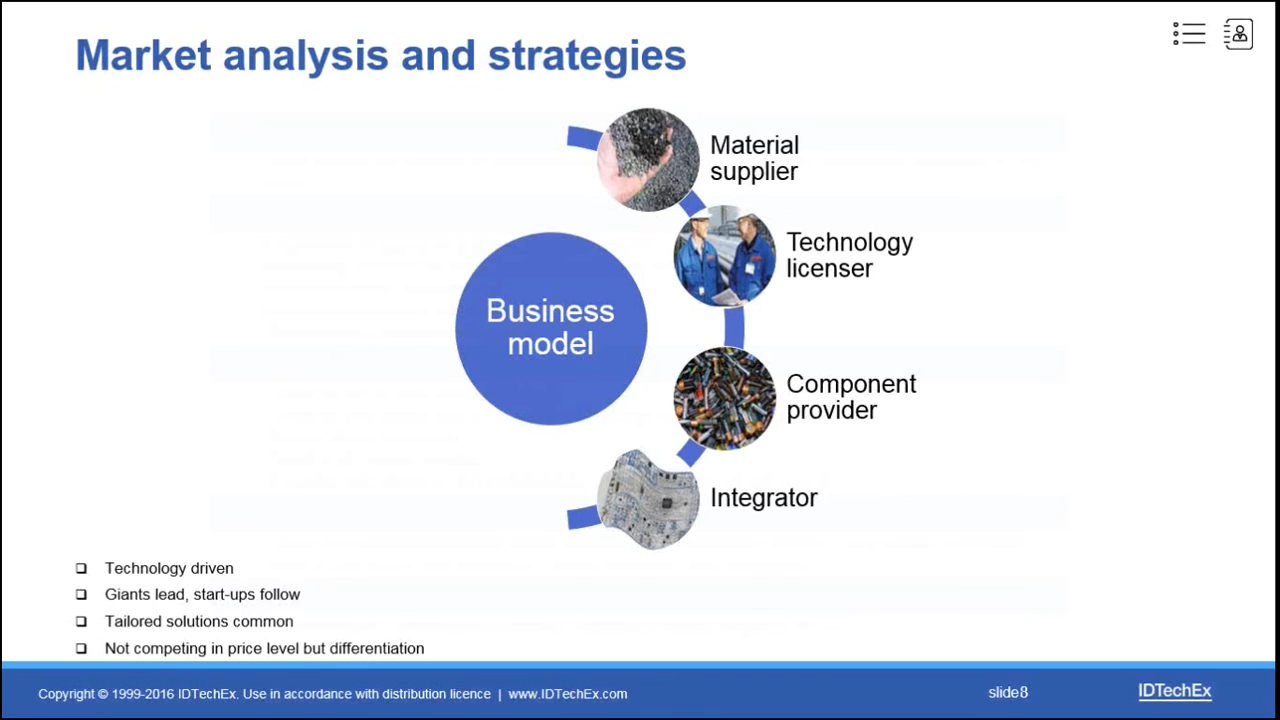 Market analysis and strategies
Material
supplier
Technology
licenser
Business
model
Component
provider
Integrator
❑ Technology driven
❑ Giants lead, start-ups follow
❑ Tailored solutions common
❑ Not competing in price level but differentiation
Copyright © 1999-2016 IDTechEx. Use in accordance with distribution licence | www.IDTechEx.com
slide8
IDTechEx